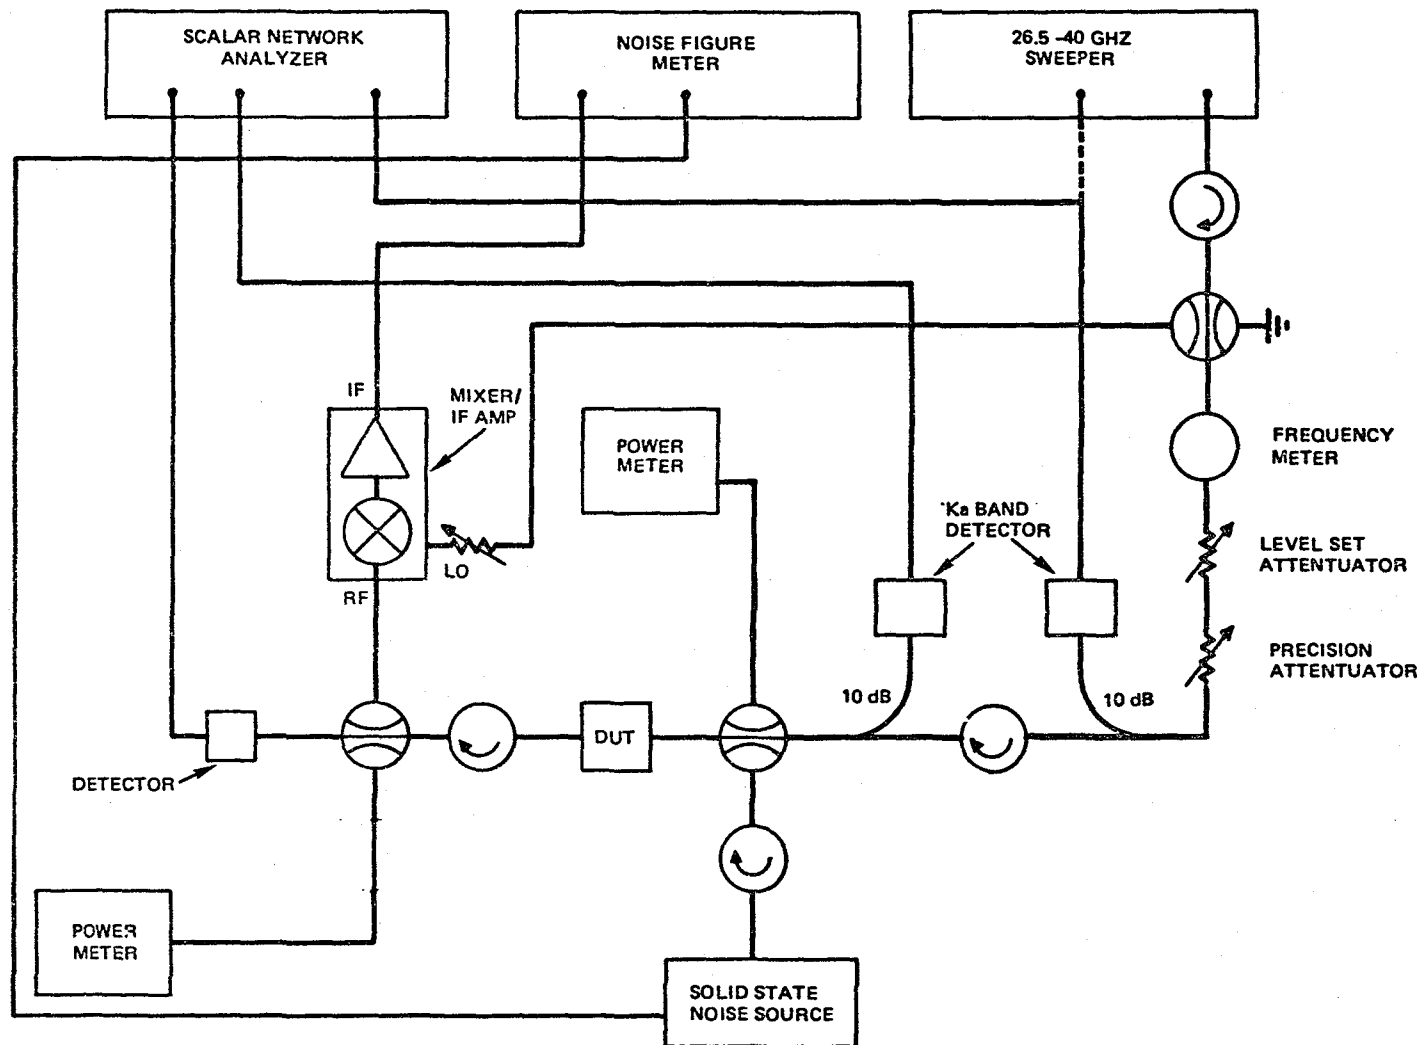 SCALAR NETWORK
ANALYZER
NOISE FIGURE
METER
26.5 -40 GHZ
SWEEPER
IF
MIXER/
IF AMP
LO
RF
POWER
METER
Ka BAND
DETECTOR
FREQUENCY
METER
LEVEL SET
ATTENTUATOR
PRECISION
ATTENTUATOR
10 dB
10 dB
DUT
DETECTOR
POWER
METER
SOLID STATE
NOISE SOURCE